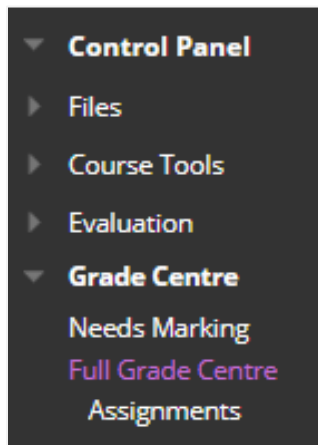 Control Panel
Files
Course Tools
Evaluation
Grade Centre
Needs Marking
Full Grade Centre
Assignments